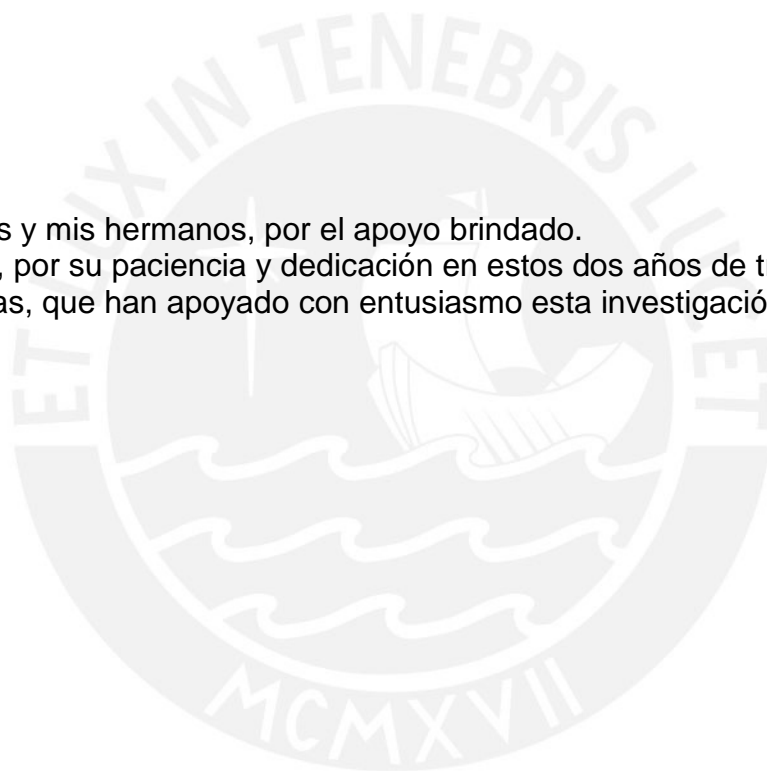 ET LUX IN TENEBRIS LUCET
s y mis hermanos, por el apoyo brindado.
, por su paciencia y dedicación en estos dos años de t
as, que han apoyado con entusiasmo esta investigació
MCMXVII